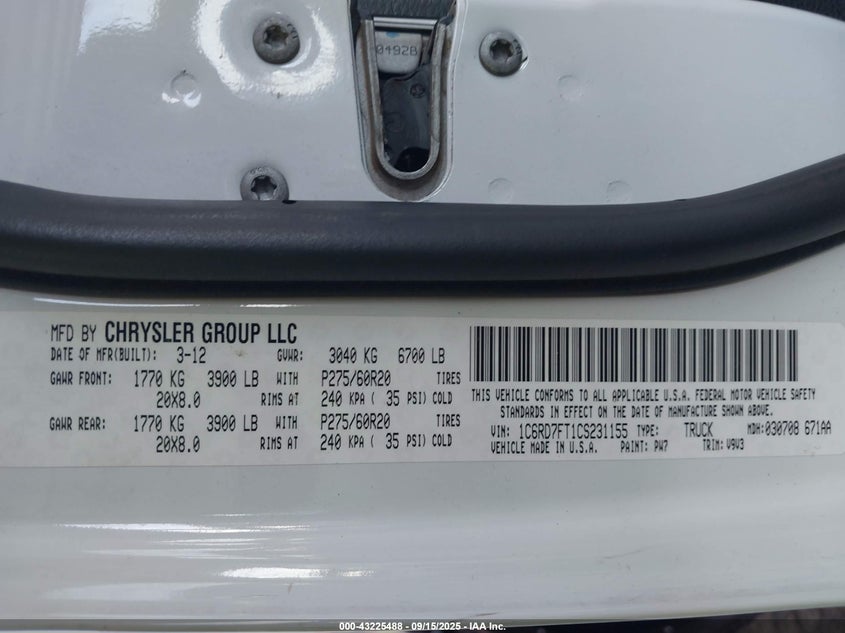 0492B
MFD BY CHRYSLER GROUP LLC
DATE OF MFR(BUILT): 3-12 GVWR: 3040 KG 6700 LB
GAWR FRONT: 1770 KG 3900 LB WITH P275/60R20 TIRES
20X8.0 RIMS AT 240 KPA ( 35 PSI) COLD
GAWR REAR: 1770 KG 3900 LB WITH P275/60R20 TIRES
20X8.0 RIMS AT 240 KPA ( 35 PSI) COLD
THIS VEHICLE CONFORMS TO ALL APPLICABLE U.S.A. FEDERAL MOTOR VEHICLE SAFETY
STANDARDS IN EFFECT ON THE DATE OF MANUFACTURE SHOWN ABOVE.
VIN: 1C6RD7FT1CS231155 TYPE: TRUCK MDH: 030708 671AA
VEHICLE MADE IN U.S.A. PAINT: PW7 TRIM: V9V3
000-43225488 - 09/15/2025 - IAA Inc.